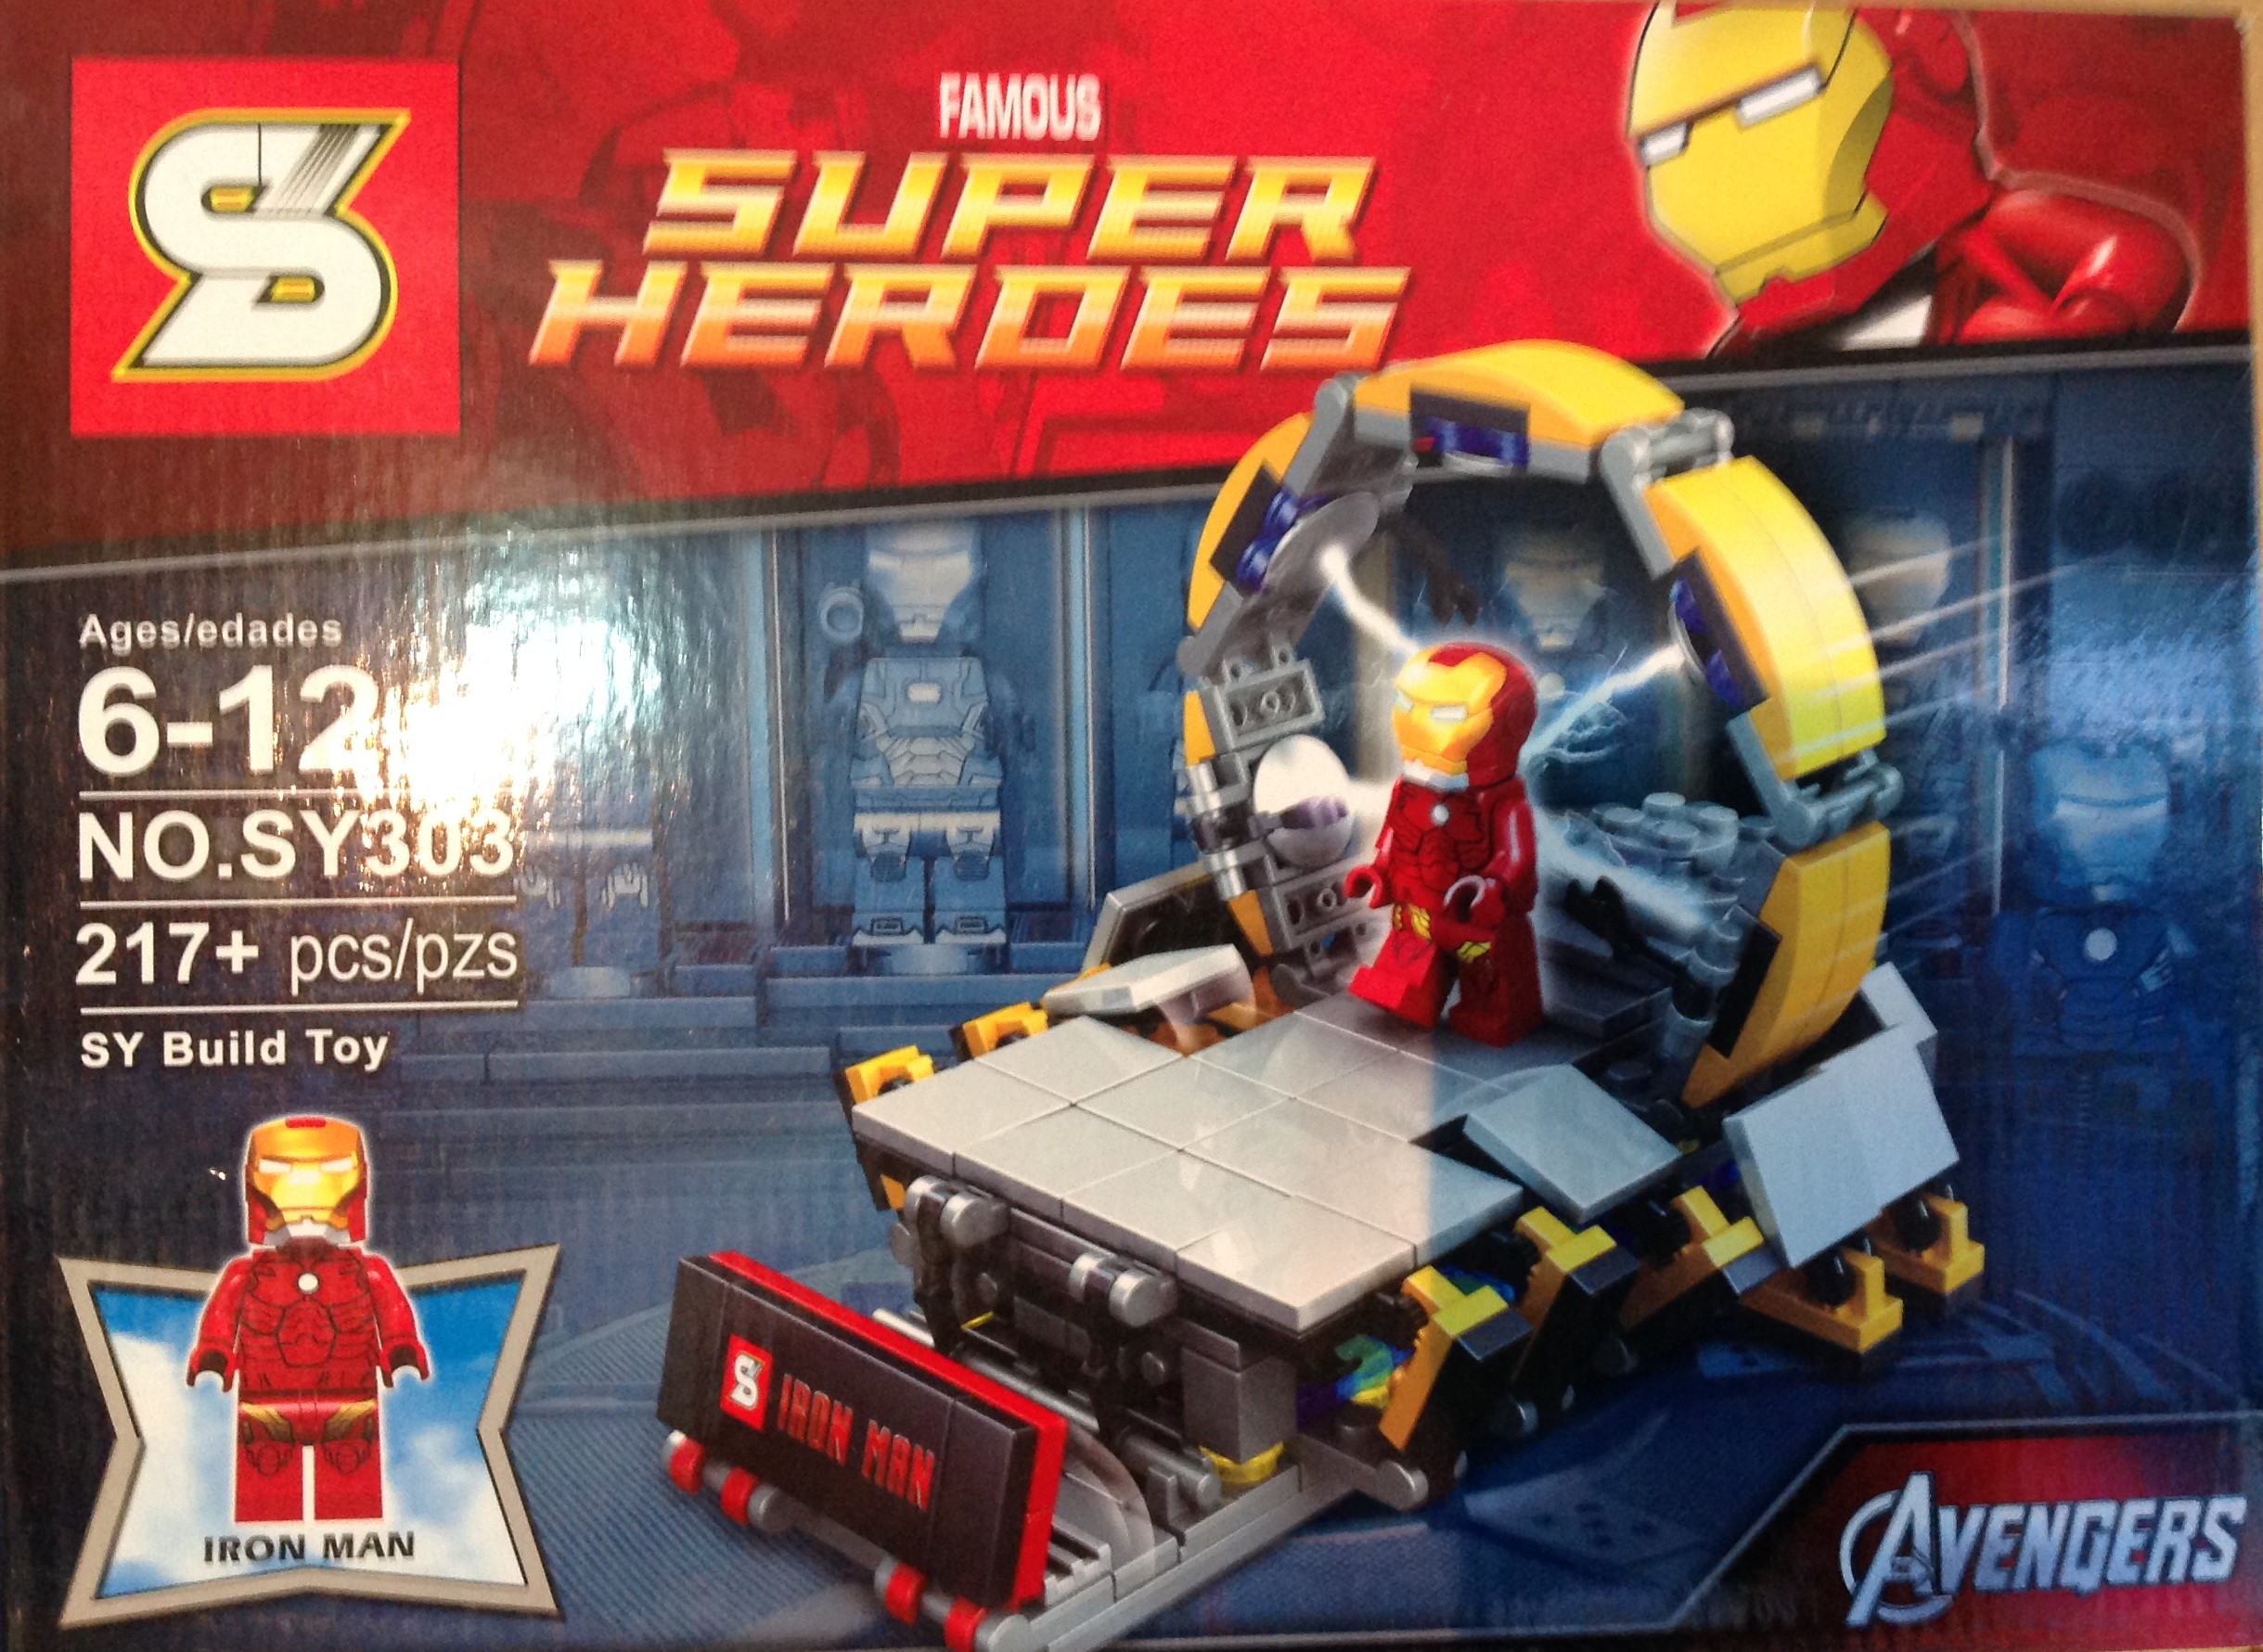 FAMOUS
SUPER
HEROES
Ages/edades
6-12
NO.SY303
217+ pcs/pzs
SY Build Toy
IRON MAN
S IRON MAN
AVENGERS